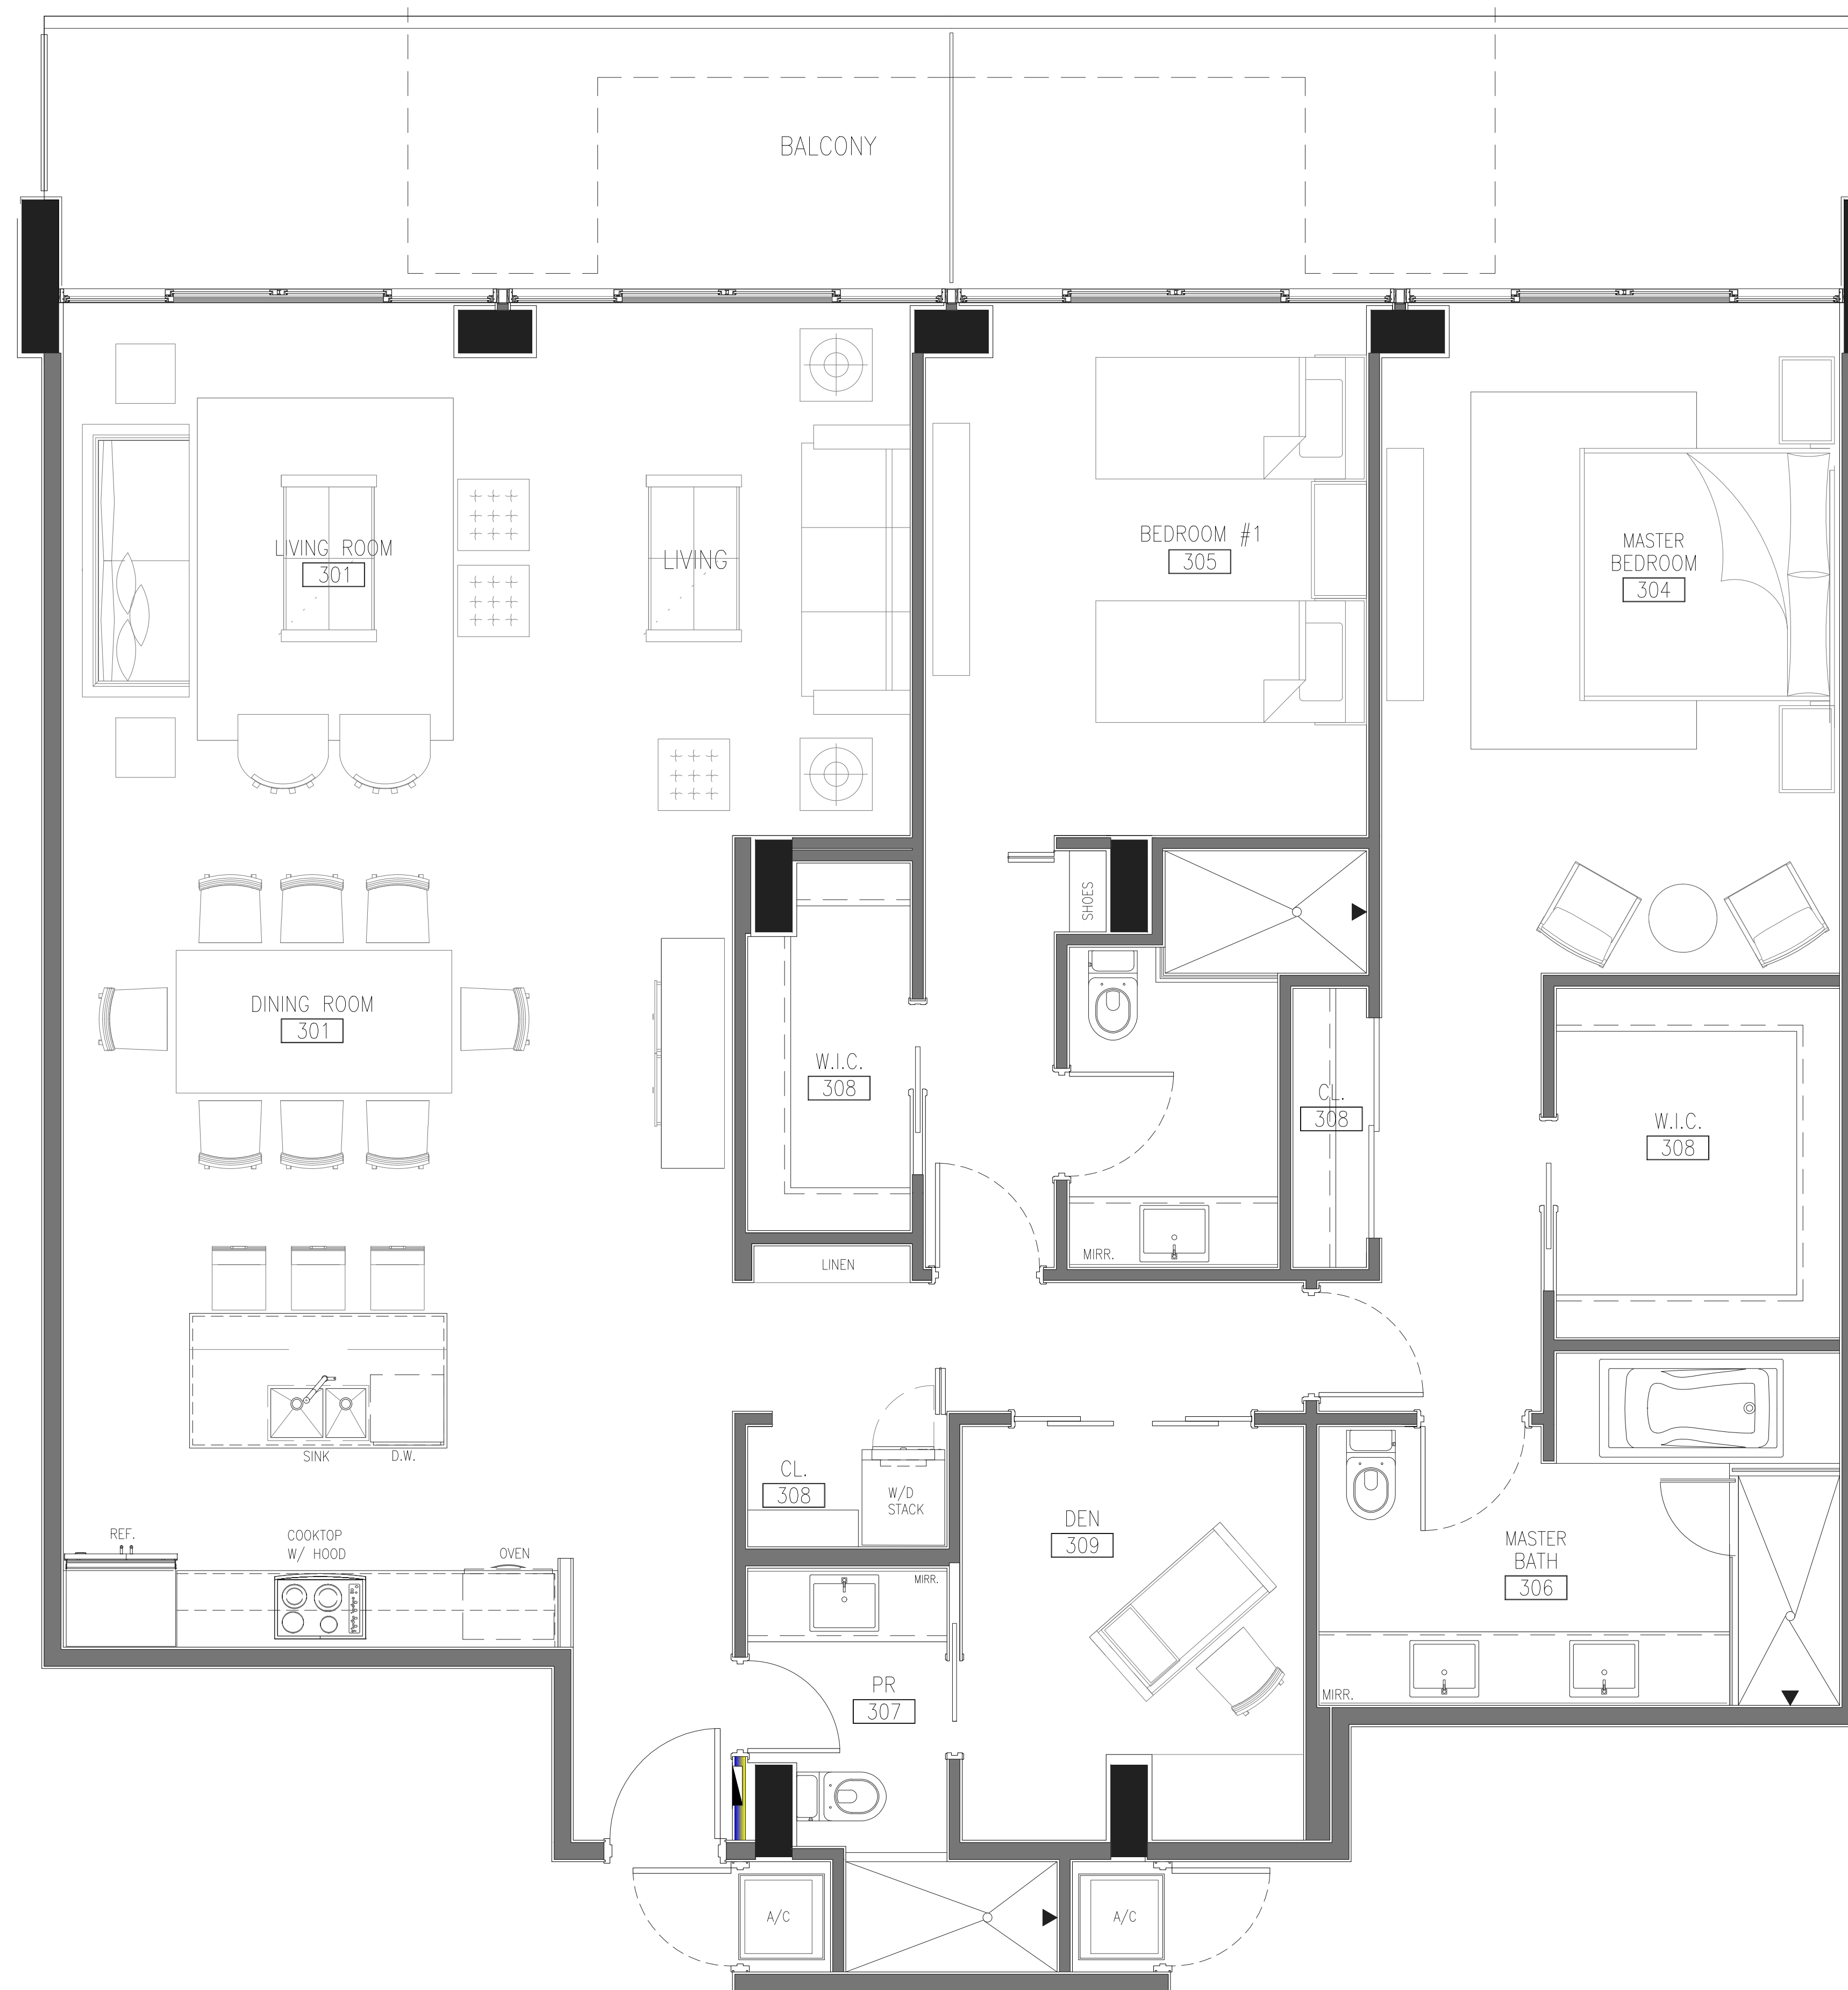 BALCONY
LIVING ROOM
301
LIVING
BEDROOM #1
305
MASTER
BEDROOM
304
SHOES
DINING ROOM
301
W.I.C.
308
CL.
308
W.I.C.
308
MIRR.
LINEN
SINK
D.W.
CL.
308
W/D
STACK
DEN
309
REF.
COOKTOP
W/ HOOD
OVEN
MASTER
BATH
306
MIRR.
PR
307
MIRR.
A/C
A/C